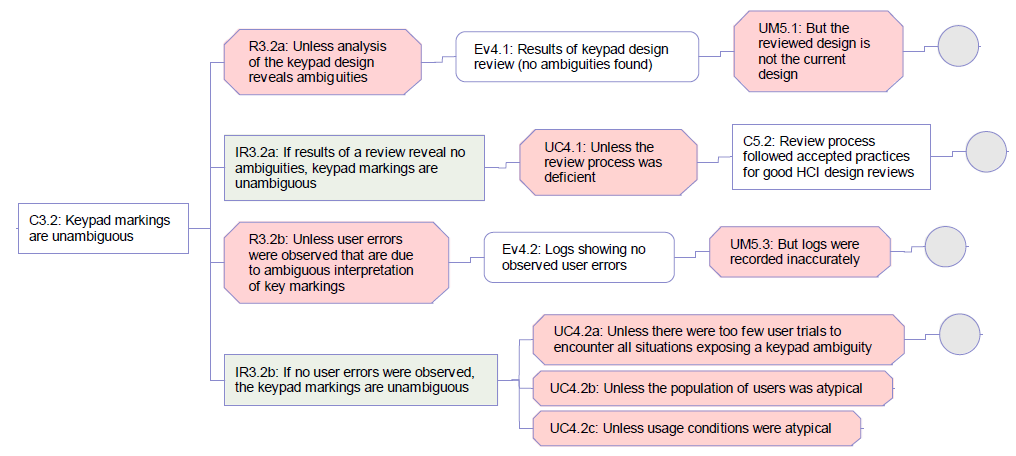 R3.2a: Unless analysis
of the keypad design
reveals ambiguities
Ev4.1: Results of keypad design
review (no ambiguities found)
UM5.1: But the
reviewed design is
not the current
design
IR3.2a: If results of a review reveal no
ambiguities, keypad markings are
unambiguous
UC4.1: Unless the
review process was
deficient
C5.2: Review process
followed accepted practices
for good HCI design reviews
C3.2: Keypad markings
are unambiguous
R3.2b: Unless user errors
were observed that are due
to ambiguous interpretation
of key markings
Ev4.2: Logs showing no
observed user errors
UM5.3: But logs were
recorded inaccurately
IR3.2b: If no user errors were observed,
the keypad markings are unambiguous
UC4.2a: Unless there were too few user trials to
encounter all situations exposing a keypad ambiguity
UC4.2b: Unless the population of users was atypical
UC4.2c: Unless usage conditions were atypical